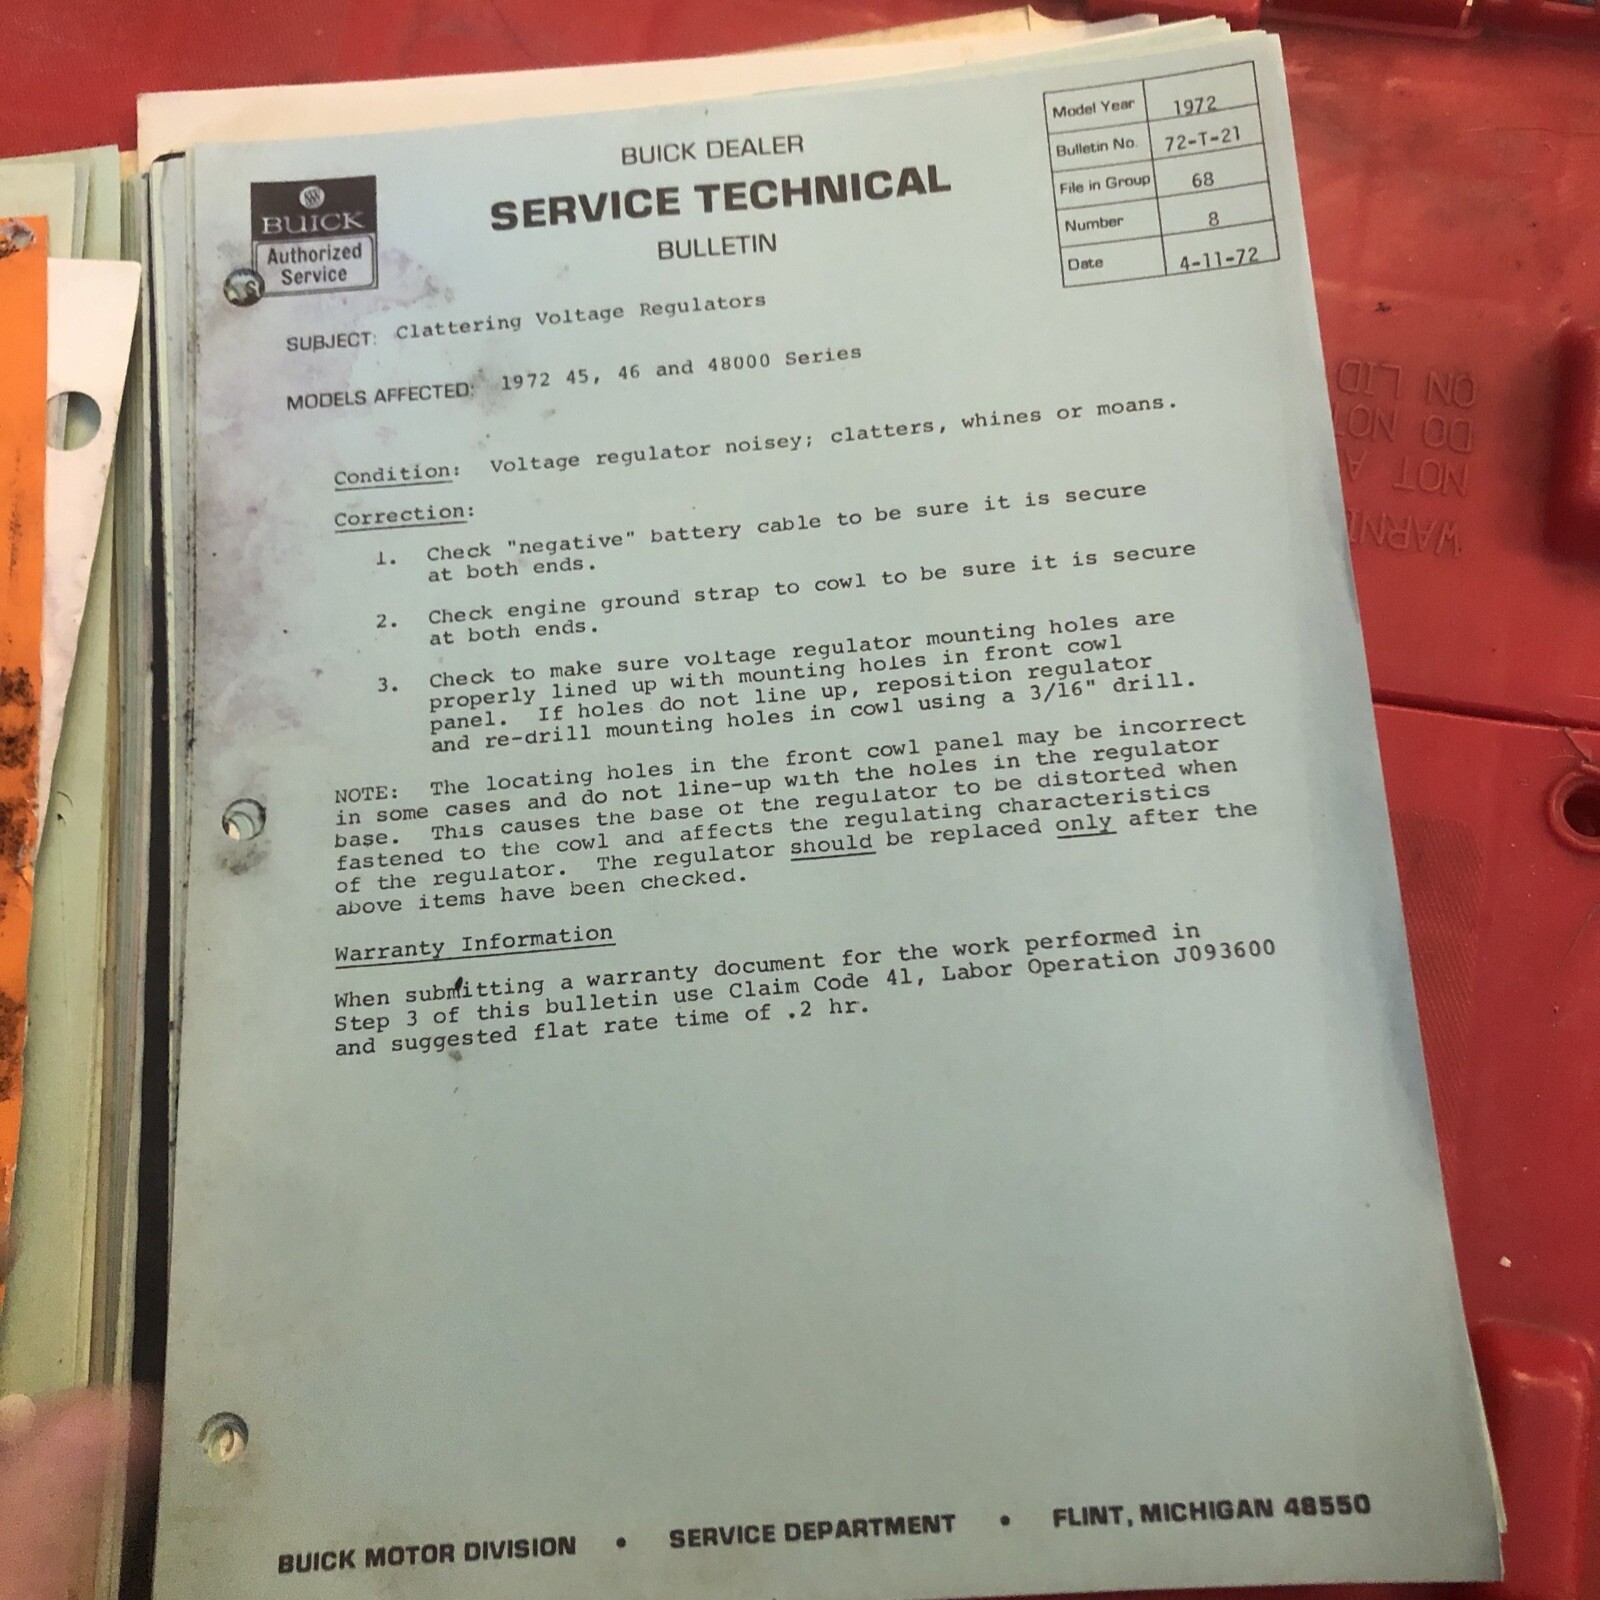 BUICK DEALER
SERVICE TECHNICAL
BULLETIN
BUICK
Authorized
Service
Model Year 1972
Bulletin No. 72-T-21
File in Group 68
Number 8
Date 4-11-72
SUBJECT: Clattering Voltage Regulators
MODELS AFFECTED: 1972 45, 46 and 48000 Series
Condition: Voltage regulator noisey; clatters, whines or moans.
Correction:
1. Check "negative" battery cable to be sure it is secure
at both ends.
2. Check engine ground strap to cowl to be sure it is secure
at both ends.
3. Check to make sure voltage regulator mounting holes are
properly lined up with mounting holes in front cowl
panel. If holes do not line up, reposition regulator
and re-drill mounting holes in cowl using a 3/16" drill.
NOTE: The locating holes in the front cowl panel may be incorrect
in some cases and do not line-up with the holes in the regulator
base. This causes the base of the regulator to be distorted when
fastened to the cowl and affects the regulating characteristics
of the regulator. The regulator should be replaced only after the
above items have been checked.
Warranty Information
When submitting a warranty document for the work performed in
Step 3 of this bulletin use Claim Code 41, Labor Operation J093600
and suggested flat rate time of .2 hr.
BUICK MOTOR DIVISION • SERVICE DEPARTMENT • FLINT, MICHIGAN 48550
NOT
DO NOT
ON LID